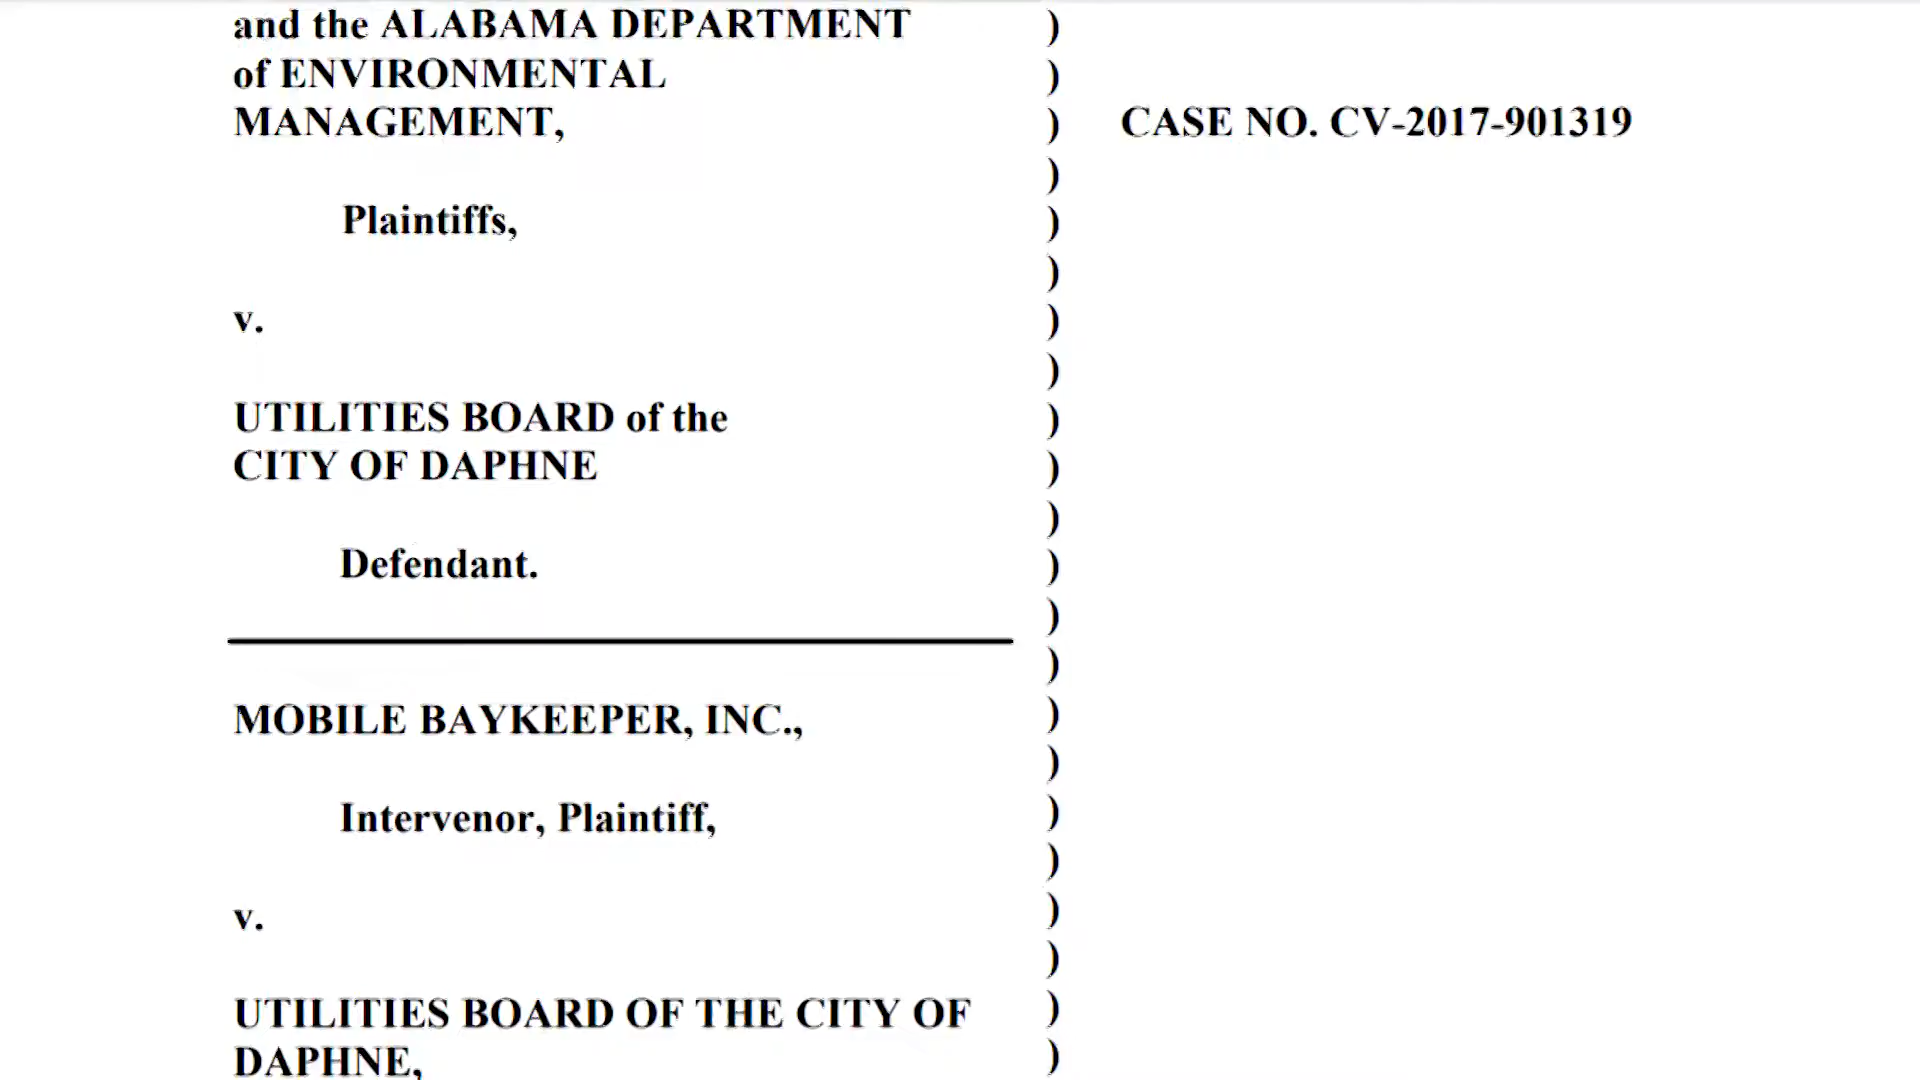 and the ALABAMA DEPARTMENT )
of ENVIRONMENTAL )
MANAGEMENT, ) CASE NO. CV-2017-901319
)
Plaintiffs, )
)
v. )
)
UTILITIES BOARD of the )
CITY OF DAPHNE )
)
Defendant. )
)
)
MOBILE BAYKEEPER, INC., )
)
Intervenor, Plaintiff, )
)
v. )
)
UTILITIES BOARD OF THE CITY OF )
DAPHNE, )